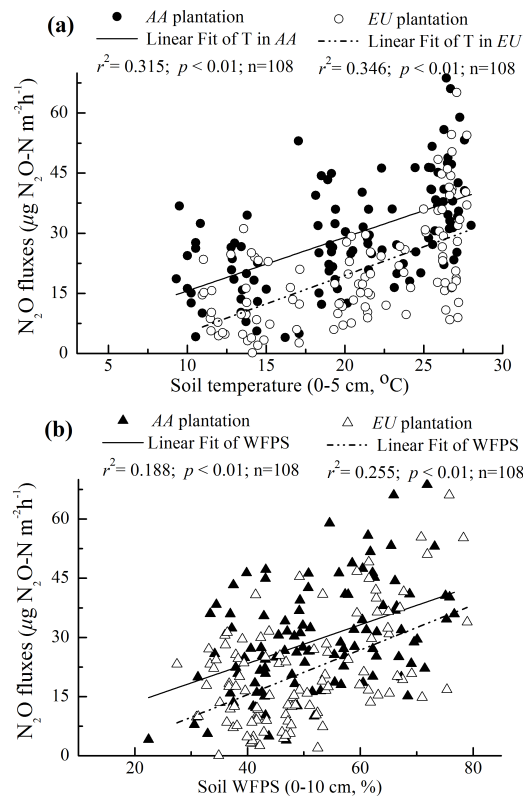 (a)
AA plantation
EU plantation
Linear Fit of T in AA
Linear Fit of T in EU
r²= 0.315; p < 0.01; n=108
r²= 0.346; p < 0.01; n=108
60
45
30
15
0
N₂O fluxes (µg N₂O-N m⁻²h⁻¹)
5 10 15 20 25 30
Soil temperature (0-5 cm, ⁰C)
(b)
AA plantation
EU plantation
Linear Fit of WFPS
Linear Fit of WFPS
r²= 0.188; p < 0.01; n=108
r²= 0.255; p < 0.01; n=108
60
45
30
15
0
N₂O fluxes (µg N₂O-N m⁻²h⁻¹)
20 40 60 80
Soil WFPS (0-10 cm, %)